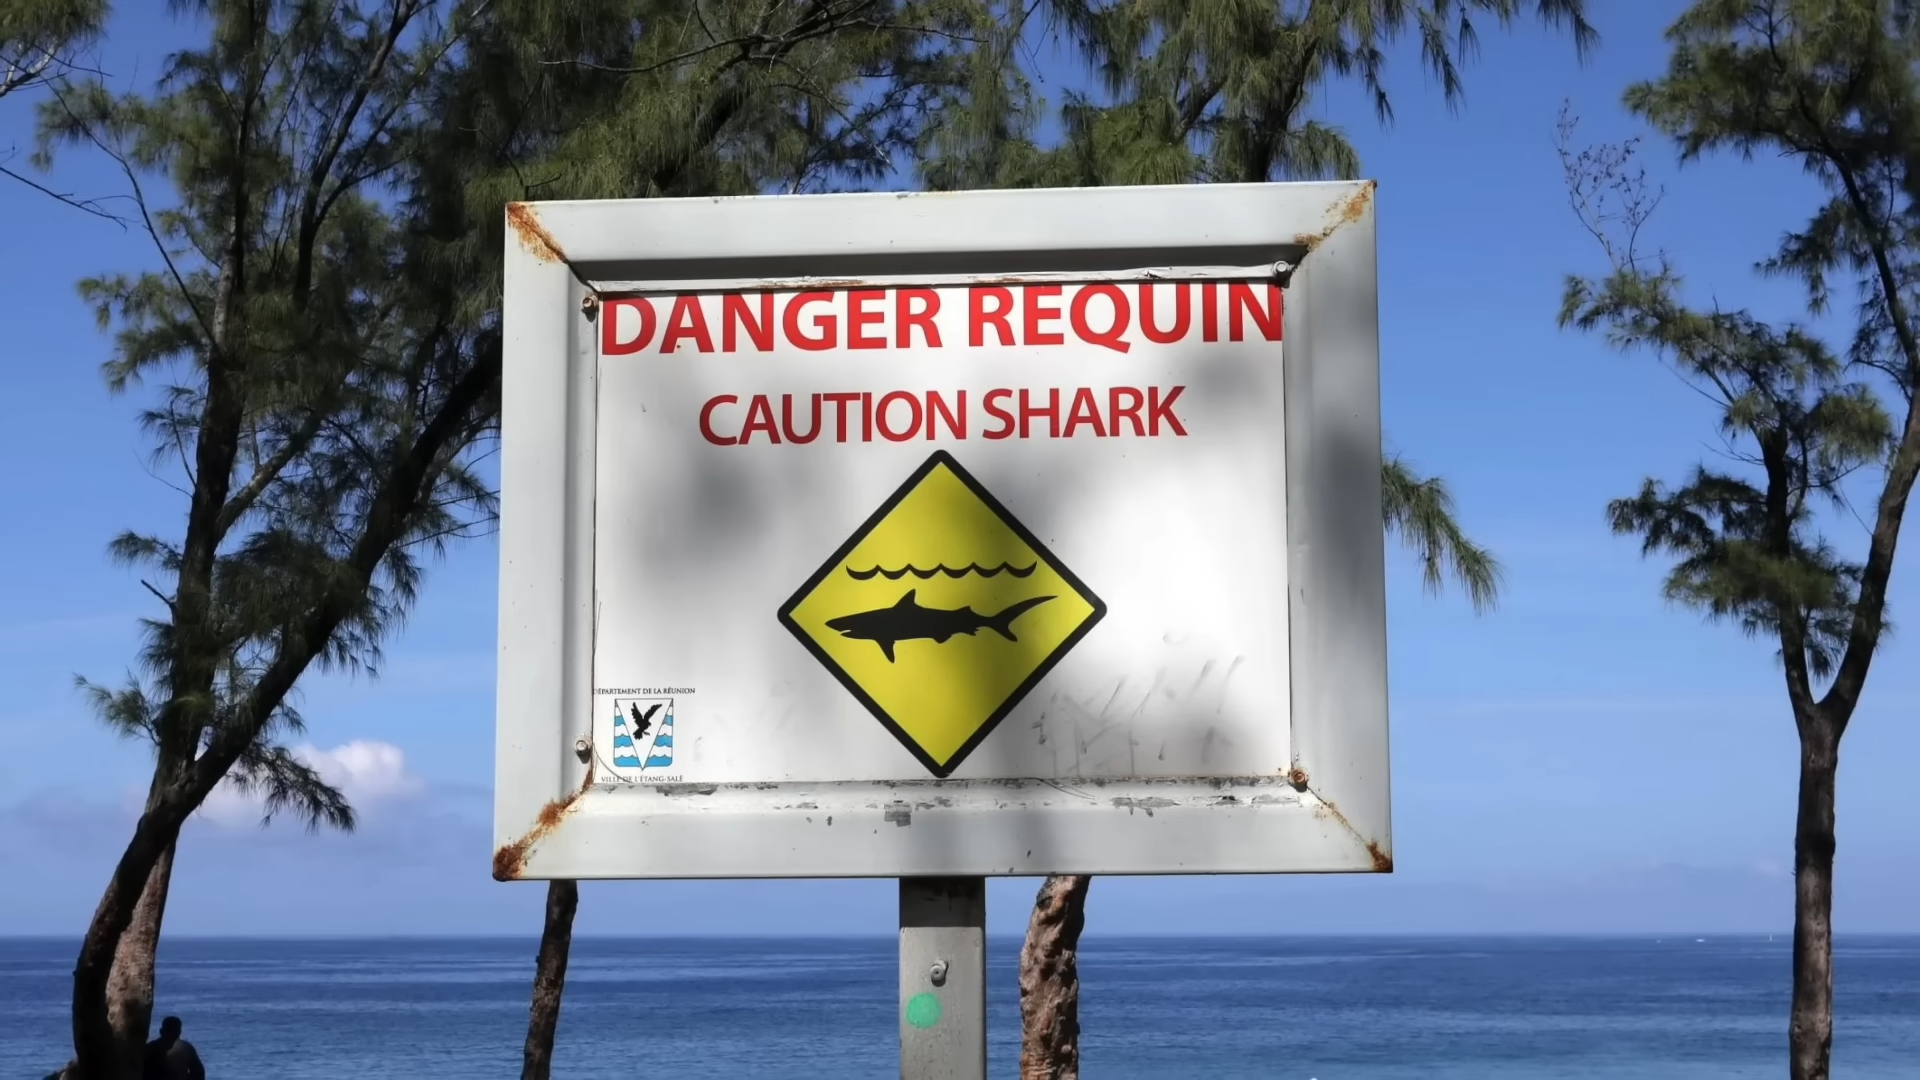 DANGER REQUIN
CAUTION SHARK
DÉPARTEMENT DE LA RÉUNION
VILLE DE L'ÉTANG-SALÉ